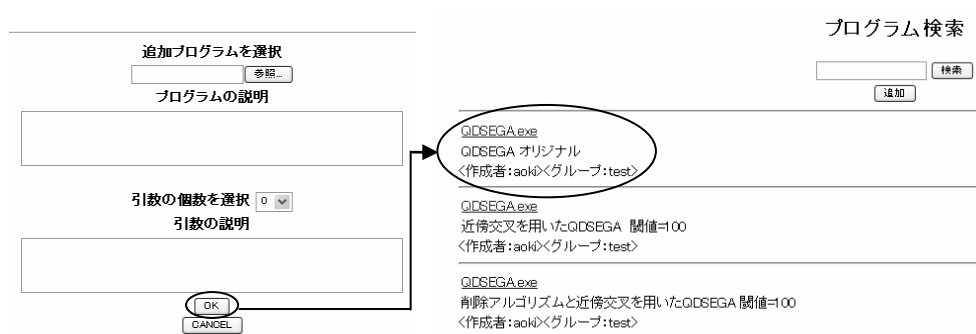 追加プログラムを選択
参照...
プログラムの説明
引数の個数を選択 0
引数の説明
OK
CANCEL
プログラム検索
検索
追加
QDSEGA.exe
QDSEGA オリジナル
<作成者:aoki><グループ:test>
QDSEGA.exe
近傍交叉を用いたQDSEGA 閾値=100
<作成者:aoki><グループ:test>
QDSEGA.exe
削除アルゴリズムと近傍交叉を用いたQDSEGA 閾値=100
<作成者:aoki><グループ:test>